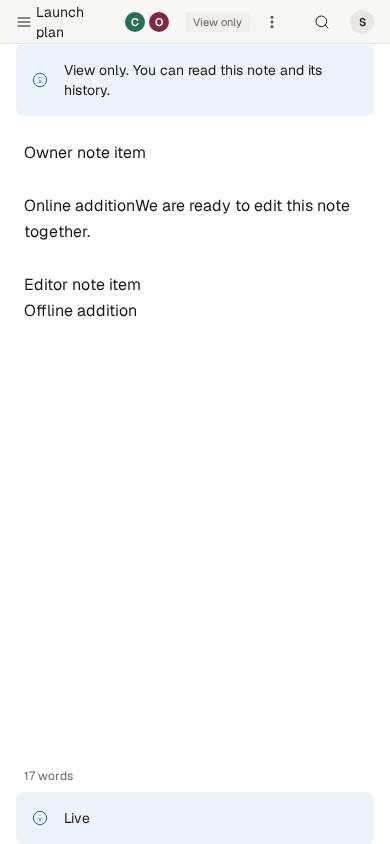 Launch
plan
C
O
View only
S
View only. You can read this note and its
history.
Owner note item
Online additionWe are ready to edit this note
together.
Editor note item
Offline addition
17 words
Live